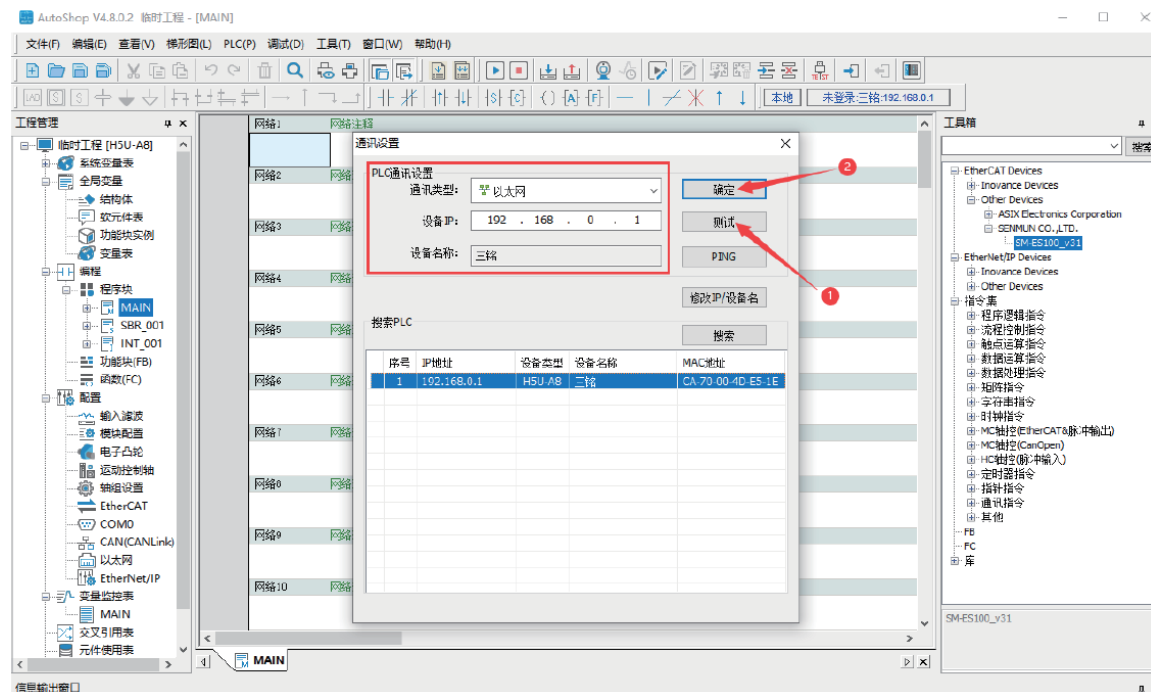 AutoShop V4.8.0.2 临时工程 - [MAIN]
文件(F) 编辑(E) 查看(V) 梯形图(L) PLC(P) 调试(D) 工具(T) 窗口(W) 帮助(H)
本地 未登录:三铭:192.168.0.1
工程管理
临时工程 [H5U-A8]
系统变量表
全局变量
结构体
软元件表
功能块实例
变量表
编程
程序块
MAIN
SBR_001
INT_001
功能块(FB)
函数(FC)
配置
输入滤波
模块配置
电子凸轮
运动控制轴
轴组设置
EtherCAT
COM0
CAN(CANLink)
以太网
EtherNet/IP
变量监控表
MAIN
交叉引用表
元件使用表
网络1 网络注释
网络2 网络
网络3 网络
网络4 网络
网络5 网络
网络6 网络
网络7 网络
网络8 网络
网络9 网络
网络10 网络
MAIN
通讯设置
PLC通讯设置
通讯类型: 以太网
设备IP: 192 . 168 . 0 . 1
设备名称: 三铭
确定
测试
PING
修改IP/设备名
搜索PLC
搜索
2
1
序号 IP地址 设备类型 设备名称 MAC地址
1 192.168.0.1 H5U-A8 三铭 CA-70-00-4D-E5-1E
工具箱
搜索
EtherCAT Devices
Inovance Devices
Other Devices
ASIX Electronics Corporation
SENMUN CO.,LTD.
SM-ES100_v31
EtherNet/IP Devices
Inovance Devices
Other Devices
指令集
程序逻辑指令
流程控制指令
触点运算指令
数据运算指令
数据处理指令
矩阵指令
字符串指令
时钟指令
MC轴控(EtherCAT&脉冲输出)
MC轴控(CanOpen)
HC轴控(脉冲输入)
定时器指令
指针指令
通讯指令
其他
FB
FC
库
SM-ES100_v31
信息输出窗口